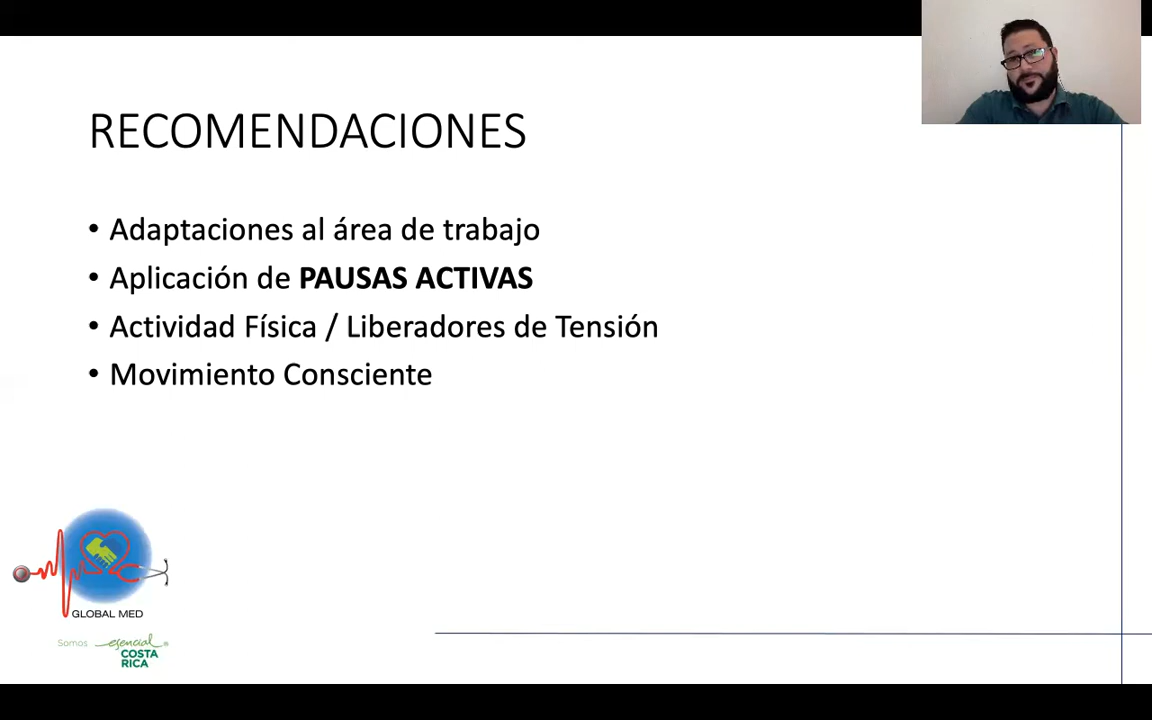 RECOMENDACIONES
• Adaptaciones al área de trabajo
• Aplicación de PAUSAS ACTIVAS
• Actividad Física / Liberadores de Tensión
• Movimiento Consciente
GLOBAL MED
Somos esencial
COSTA
RICA